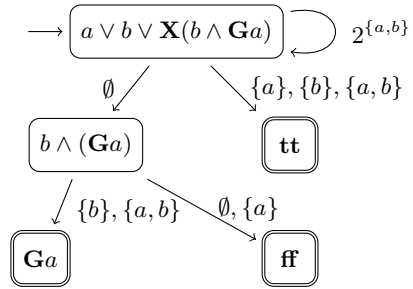 a ∨ b ∨ X(b ∧ Ga)
2^{a,b}
∅
{a}, {b}, {a, b}
b ∧ (Ga)
tt
{b}, {a, b}
∅, {a}
Ga
ff